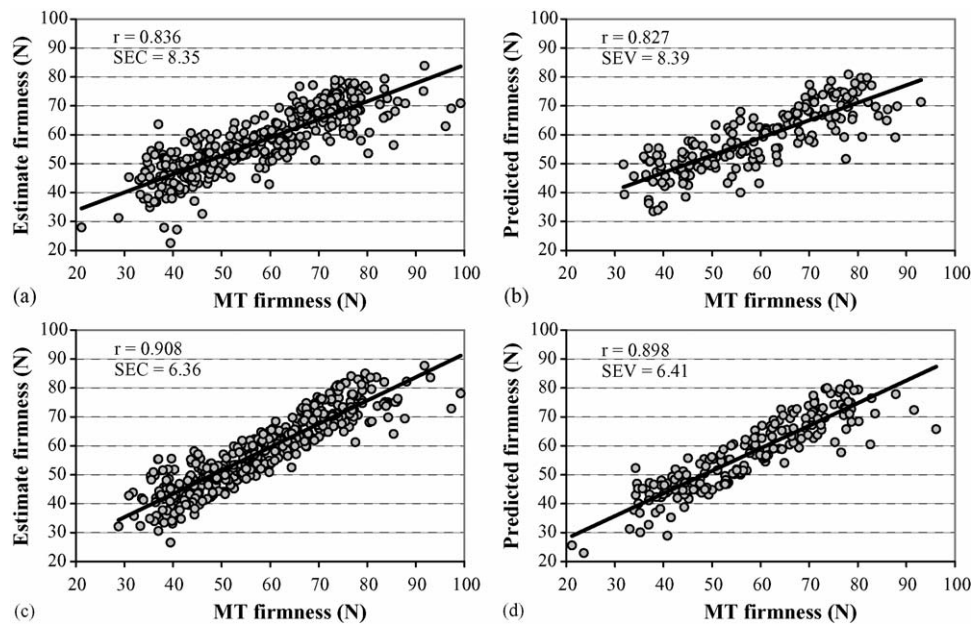 100
90
80
70
60
50
40
30
20
Estimate firmness (N)
r = 0.836
SEC = 8.35
20 30 40 50 60 70 80 90 100
(a) MT firmness (N)
100
90
80
70
60
50
40
30
20
Predicted firmness (N)
r = 0.827
SEV = 8.39
20 30 40 50 60 70 80 90 100
(b) MT firmness (N)
100
90
80
70
60
50
40
30
20
Estimate firmness (N)
r = 0.908
SEC = 6.36
20 30 40 50 60 70 80 90 100
(c) MT firmness (N)
100
90
80
70
60
50
40
30
20
Predicted firmness (N)
r = 0.898
SEV = 6.41
20 30 40 50 60 70 80 90 100
(d) MT firmness (N)